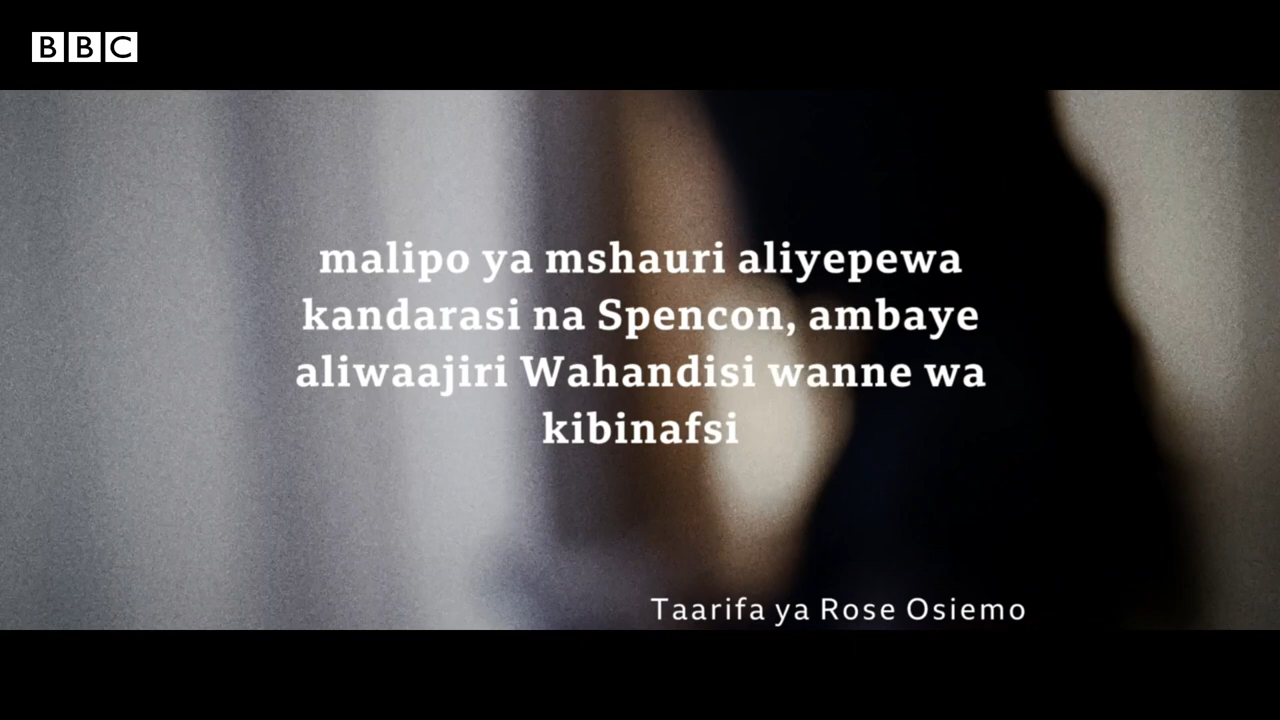 BBC
malipo ya mshauri aliyepewa
kandarasi na Spencon, ambaye
aliwaajiri Wahandisi wanne wa
kibinafsi
Taarifa ya Rose Osiemo